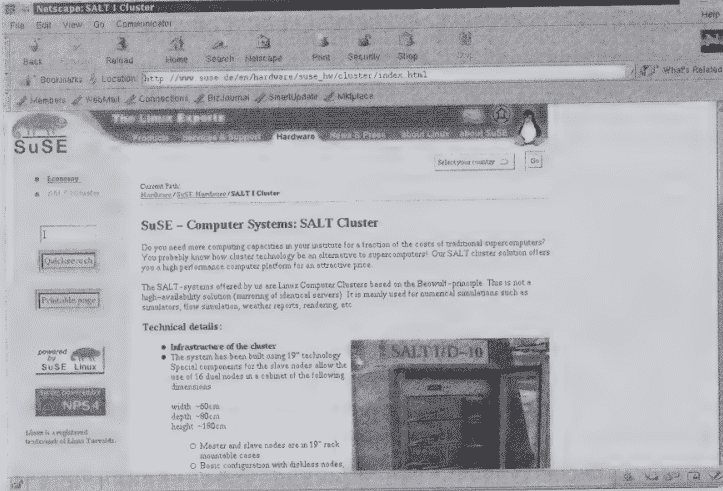 Netscape: SALT I Cluster
File Edit View Go Communicator Help
Back Reload Home Search Netscape Print Security Shop
Bookmarks Location: http://www.suse.de/en/hardware/suse_hw/cluster/index.html What's Related
Members WebMail Connections BizJournal SmartUpdate Mktplace
The Linux Experts
SuSE
Products Hardware News & Press about Linux about SuSE
Select your country Go
Economy
Current Path:
Hardware / SuSE Hardware / SALT I Cluster
SuSE – Computer Systems: SALT Cluster
Do you need more computing capacities in your institute for a fraction of the costs of traditional supercomputers?
You probably know how cluster technology be an alternative to supercomputers! Our SALT cluster solution offers
you a high performance computer platform for an attractive price.
The SALT-systems offered by us are Linux Computer Clusters based on the Beowulf-principle. This is not a
high-availability solution (mirroring of identical servers). It is mainly used for numerical simulations such as
simulators, flow simulation, weather reports, rendering, etc.
Quicksearch
Printable page
Technical details:
Infrastructure of the cluster
The system has been built using 19" technology
Special components for the slave nodes allow the
use of 16 dual nodes in a cabinet of the following
dimensions
width ~60cm
depth ~80cm
height ~180cm
Master and slave nodes are in 19" rack
mountable cases
Basic configuration with diskless nodes,
SALT I/D-10
powered
by
SuSE Linux
NPS4
Linux is a registered
trademark of Linus Torvalds.